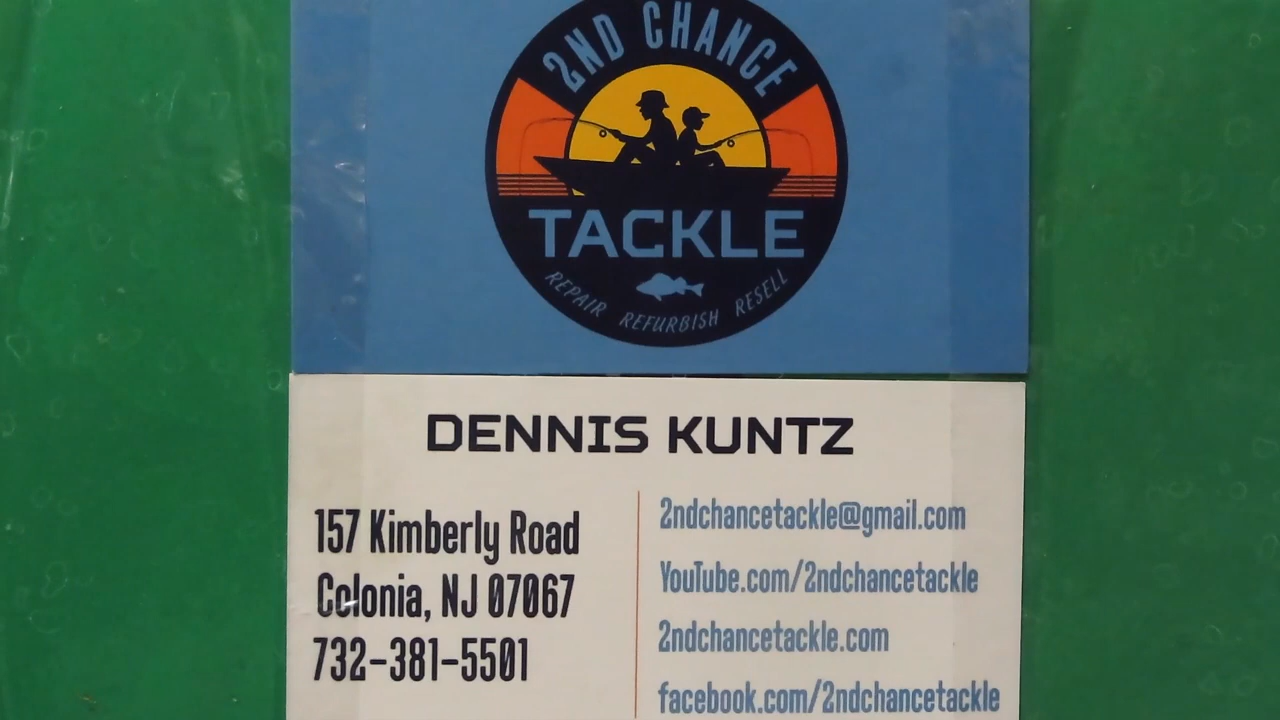 2ND CHANCE
TACKLE
REPAIR REFURBISH RESELL
DENNIS KUNTZ
157 Kimberly Road
Colonia, NJ 07067
732-381-5501
2ndchancetackle@gmail.com
YouTube.com/2ndchancetackle
2ndchancetackle.com
facebook.com/2ndchancetackle